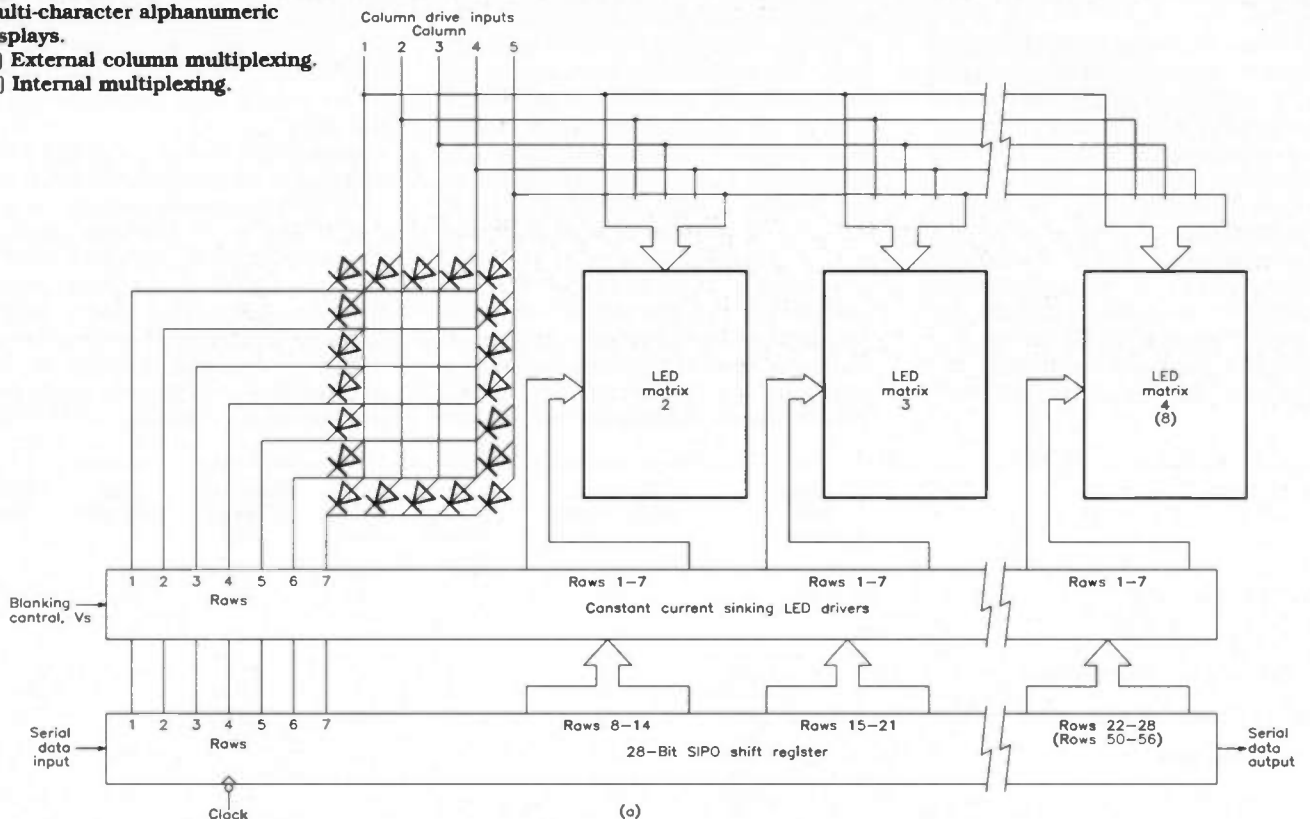 ulti-character alphanumeric
splays.
) External column multiplexing.
) Internal multiplexing.
Column drive inputs
Column
1 2 3 4 5
LED
matrix
2
LED
matrix
3
LED
matrix
4
(8)
1 2 3 4 5 6 7
Rows
Rows 1-7
Rows 1-7
Rows 1-7
Blanking
control, Vs
Constant current sinking LED drivers
1 2 3 4 5 6 7
Rows
Rows 8-14
Rows 15-21
Rows 22-28
(Rows 50-56)
Serial
data
input
28-Bit SIPO shift register
Serial
data
output
Clock
(a)